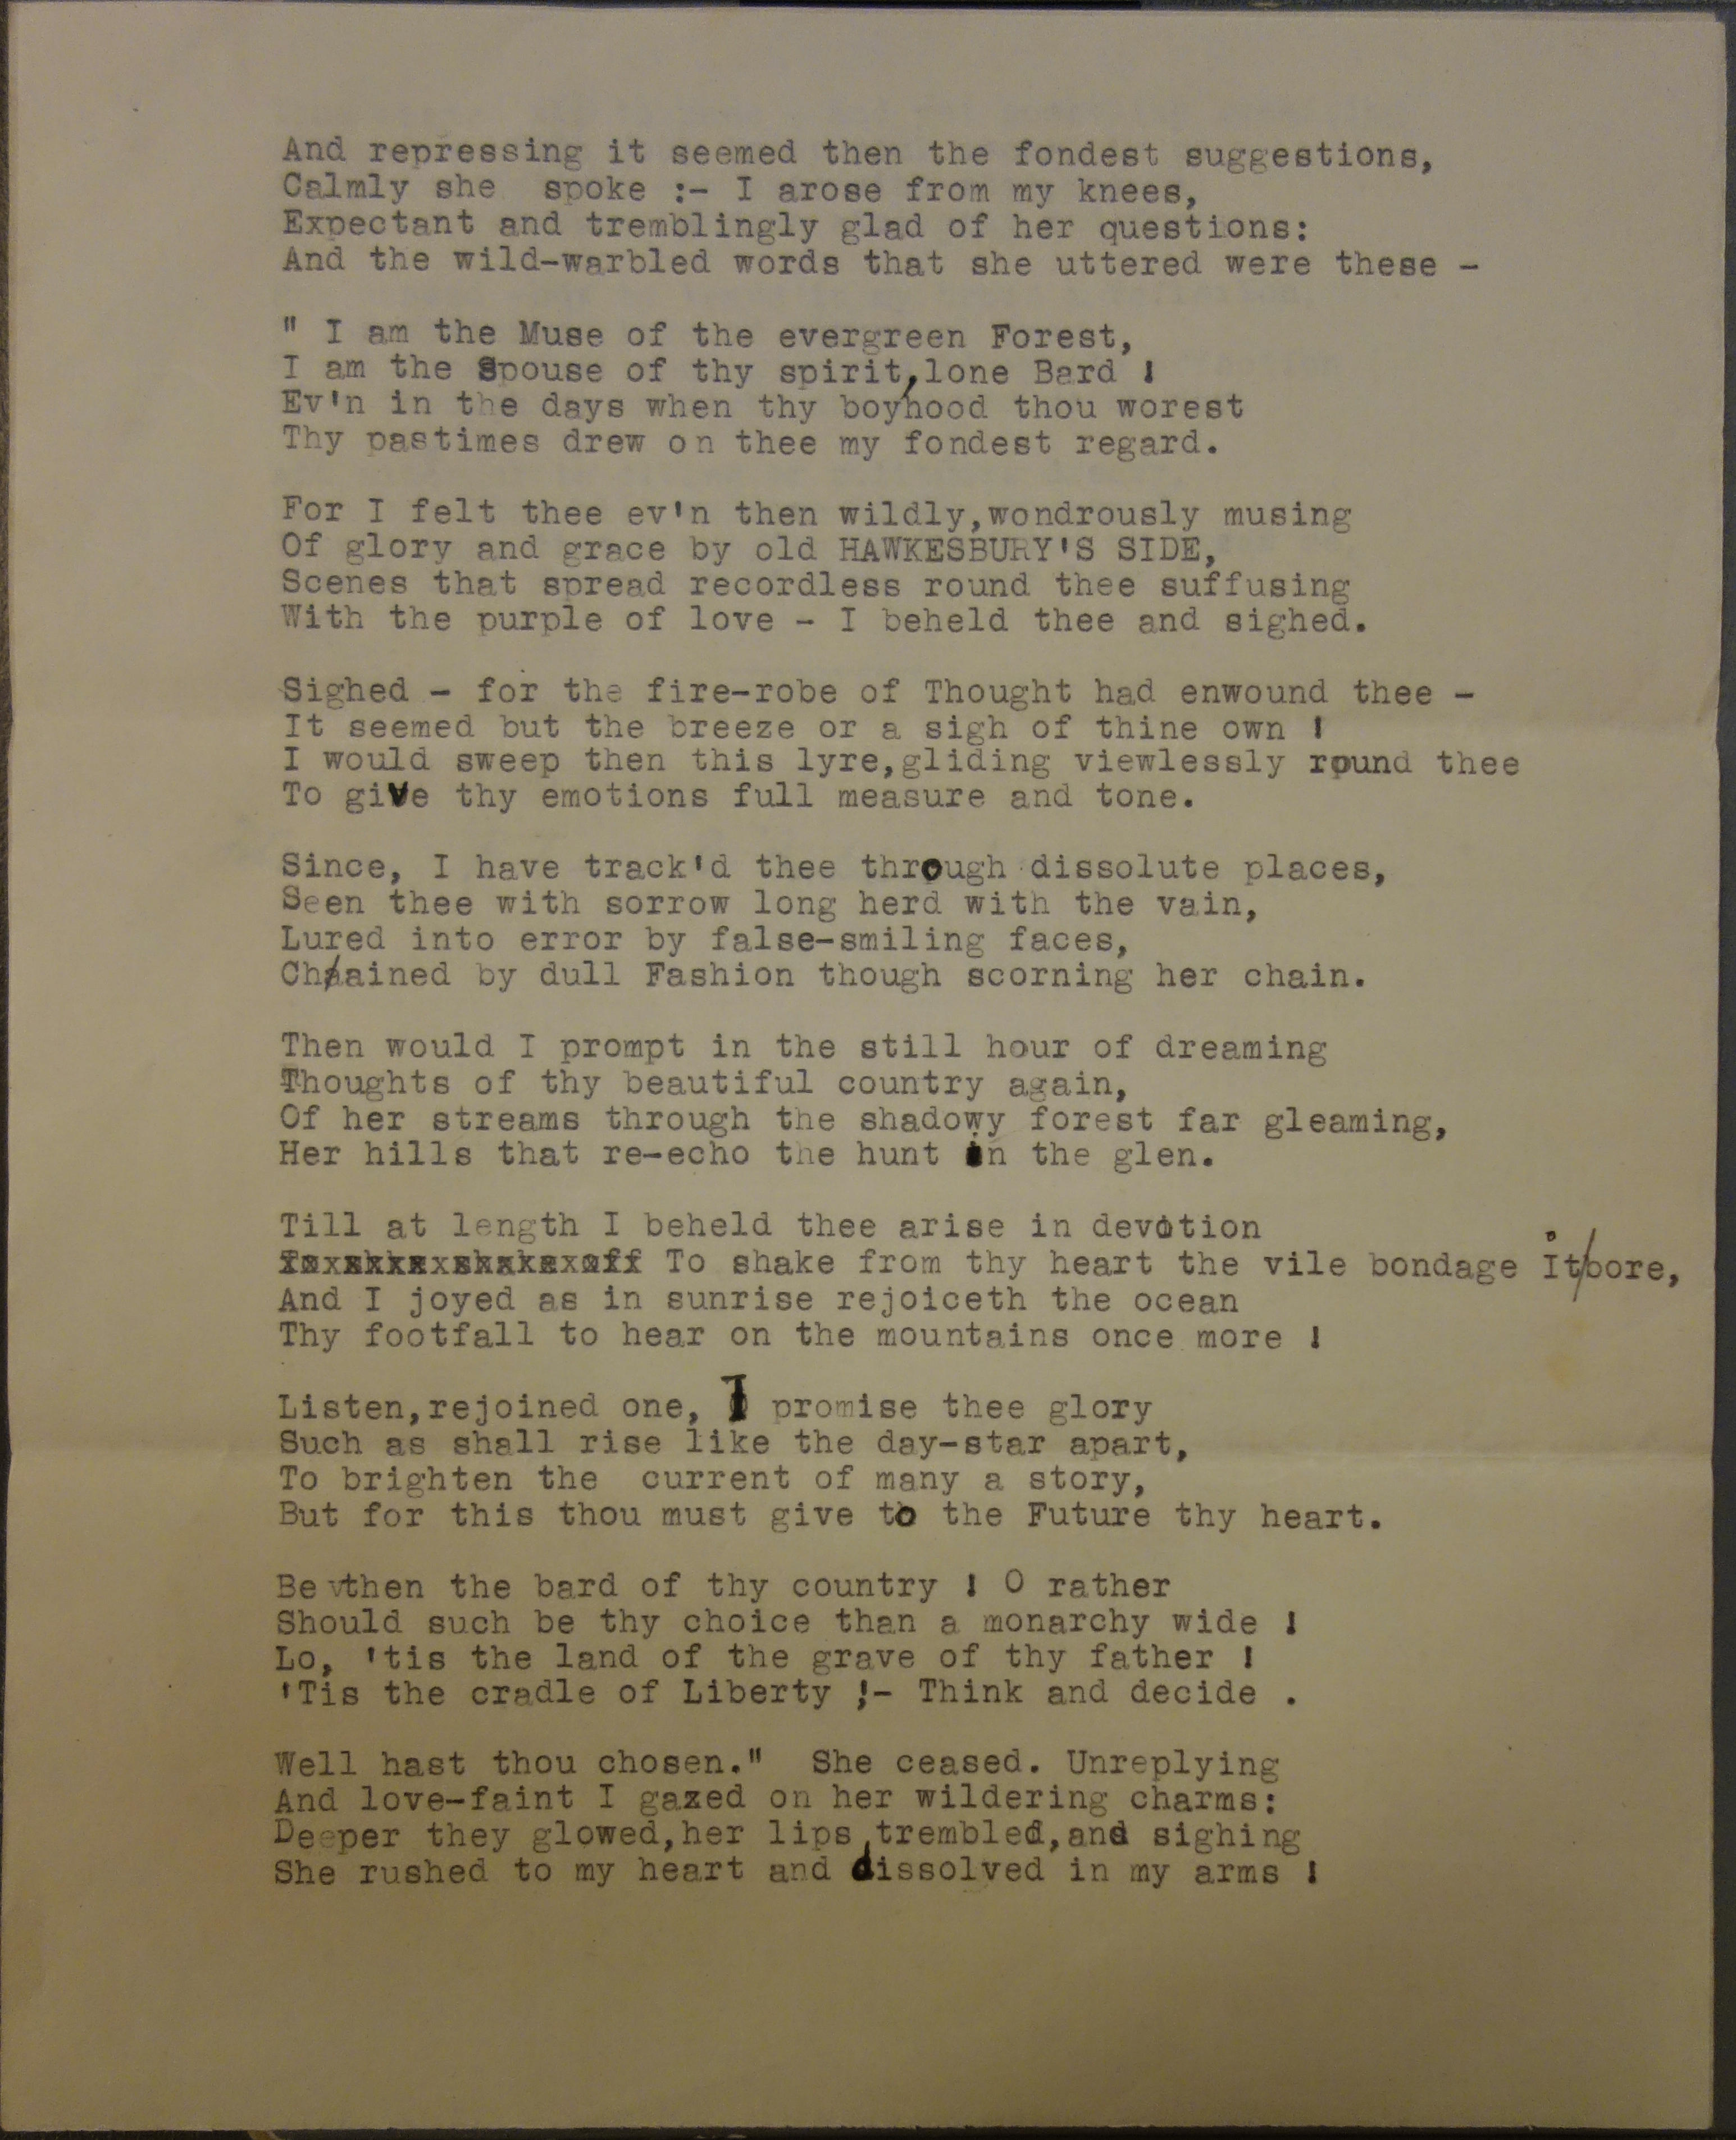 And repressing it seemed then the fondest suggestions,
Calmly she spoke :- I arose from my knees,
Expectant and tremblingly glad of her questions:
And the wild-warbled words that she uttered were these -
" I am the Muse of the evergreen Forest,
I am the Spouse of thy spirit, lone Bard !
Ev'n in the days when thy boyhood thou worest
Thy pastimes drew on thee my fondest regard.
For I felt thee ev'n then wildly,wondrously musing
Of glory and grace by old HAWKESBURY'S SIDE,
Scenes that spread recordless round thee suffusing
With the purple of love - I beheld thee and sighed.
Sighed - for the fire-robe of Thought had enwound thee -
It seemed but the breeze or a sigh of thine own !
I would sweep then this lyre,gliding viewlessly round thee
To give thy emotions full measure and tone.
Since, I have track'd thee through dissolute places,
Seen thee with sorrow long herd with the vain,
Lured into error by false-smiling faces,
Chained by dull Fashion though scorning her chain.
Then would I prompt in the still hour of dreaming
Thoughts of thy beautiful country again,
Of her streams through the shadowy forest far gleaming,
Her hills that re-echo the hunt in the glen.
Till at length I beheld thee arise in devotion
To shake from thy heart the vile bondage It bore,
And I joyed as in sunrise rejoiceth the ocean
Thy footfall to hear on the mountains once more !
Listen,rejoined one, I promise thee glory
Such as shall rise like the day-star apart,
To brighten the current of many a story,
But for this thou must give to the Future thy heart.
Be then the bard of thy country ! O rather
Should such be thy choice than a monarchy wide !
Lo, 'tis the land of the grave of thy father !
'Tis the cradle of Liberty !- Think and decide .
Well hast thou chosen." She ceased. Unreplying
And love-faint I gazed on her wildering charms:
Deeper they glowed,her lips trembled,and sighing
She rushed to my heart and dissolved in my arms !